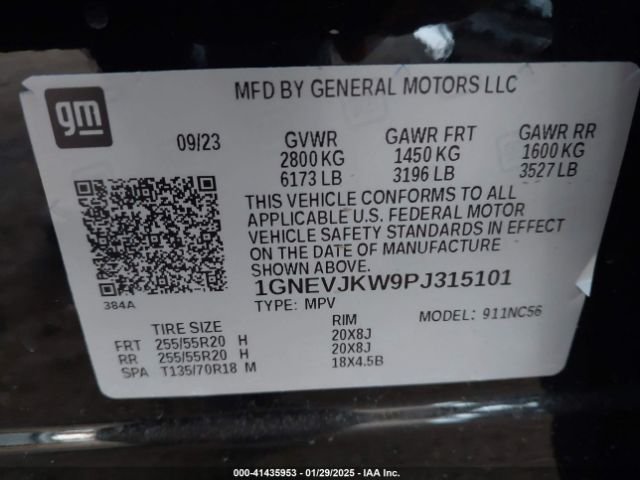 gm
MFD BY GENERAL MOTORS LLC
09/23
GVWR
2800 KG
6173 LB
GAWR FRT
1450 KG
3196 LB
GAWR RR
1600 KG
3527 LB
THIS VEHICLE CONFORMS TO ALL
APPLICABLE U.S. FEDERAL MOTOR
VEHICLE SAFETY STANDARDS IN EFFECT
ON THE DATE OF MANUFACTURE
SHOWN ABOVE.
384A
1GNEVJKW9PJ315101
TYPE: MPV
MODEL: 911NC56
TIRE SIZE RIM
FRT 255/55R20 H 20X8J
RR 255/55R20 H 20X8J
SPA T135/70R18 M 18X4.5B
000-41435953 - 01/29/2025 - IAA Inc.